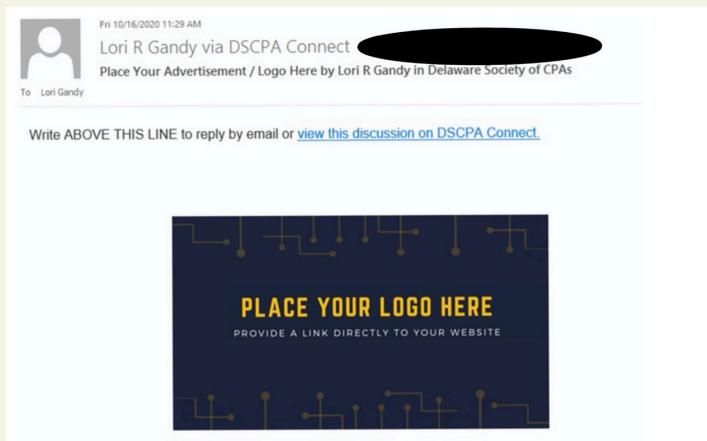 Fri 10/16/2020 11:29 AM
Lori R Gandy via DSCPA Connect
Place Your Advertisement / Logo Here by Lori R Gandy in Delaware Society of CPAs
To Lori Gandy
Write ABOVE THIS LINE to reply by email or view this discussion on DSCPA Connect.
PLACE YOUR LOGO HERE
PROVIDE A LINK DIRECTLY TO YOUR WEBSITE